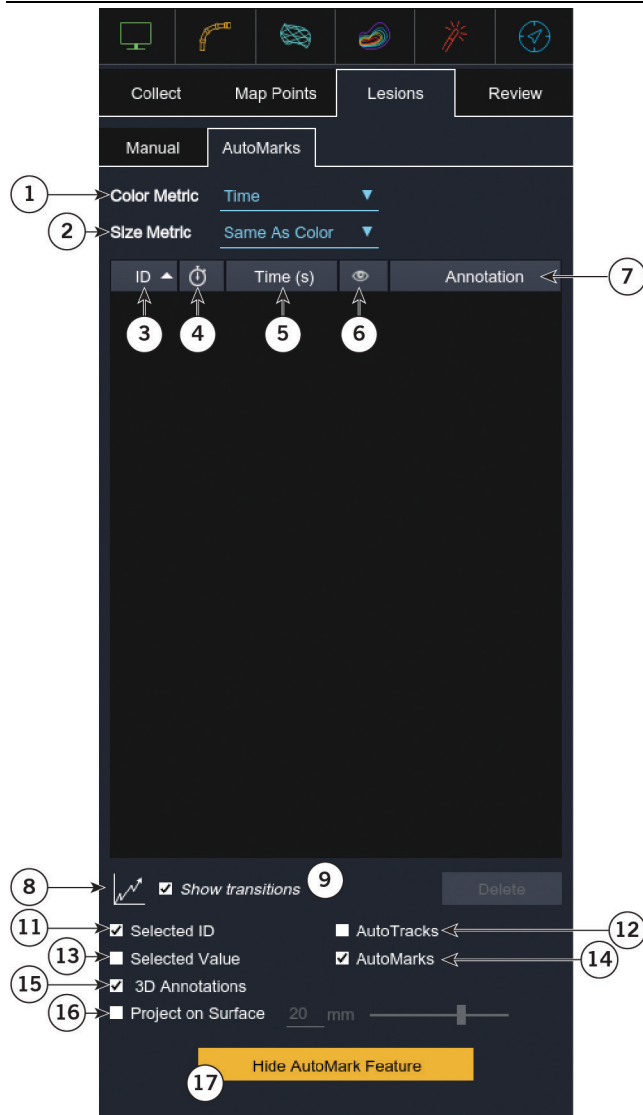 Collect Map Points Lesions Review
Manual AutoMarks
1 Color Metric Time
2 Size Metric Same As Color
ID Time (s) Annotation 7
3 4 5 6
8 Show transitions 9 Delete
11 Selected ID AutoTracks 12
13 Selected Value AutoMarks 14
15 3D Annotations
16 Project on Surface 20 mm
17 Hide AutoMark Feature